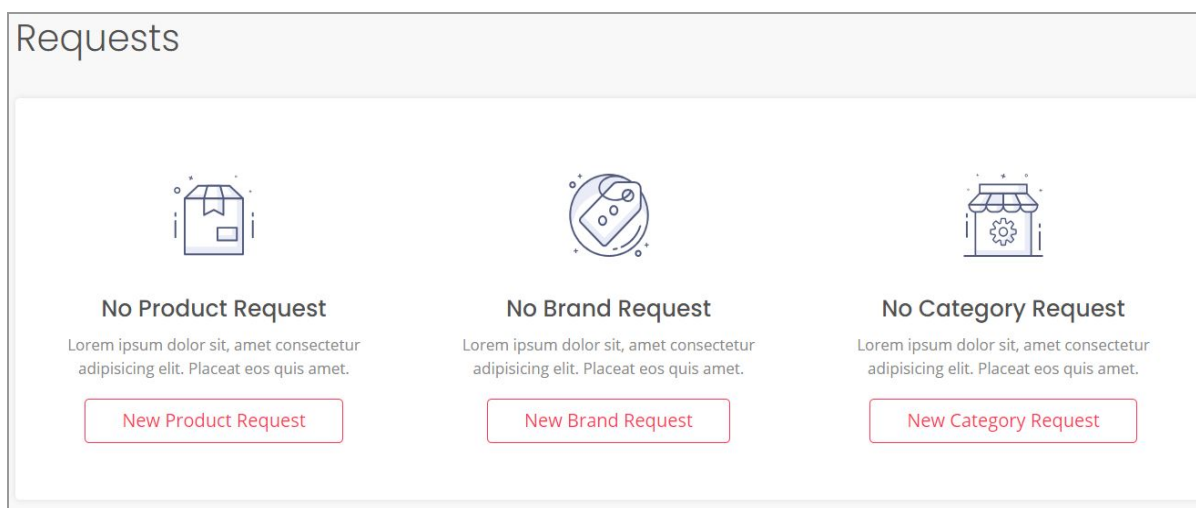 Requests
No Product Request
Lorem ipsum dolor sit, amet consectetur
adipisicing elit. Placeat eos quis amet.
New Product Request
No Brand Request
Lorem ipsum dolor sit, amet consectetur
adipisicing elit. Placeat eos quis amet.
New Brand Request
No Category Request
Lorem ipsum dolor sit, amet consectetur
adipisicing elit. Placeat eos quis amet.
New Category Request